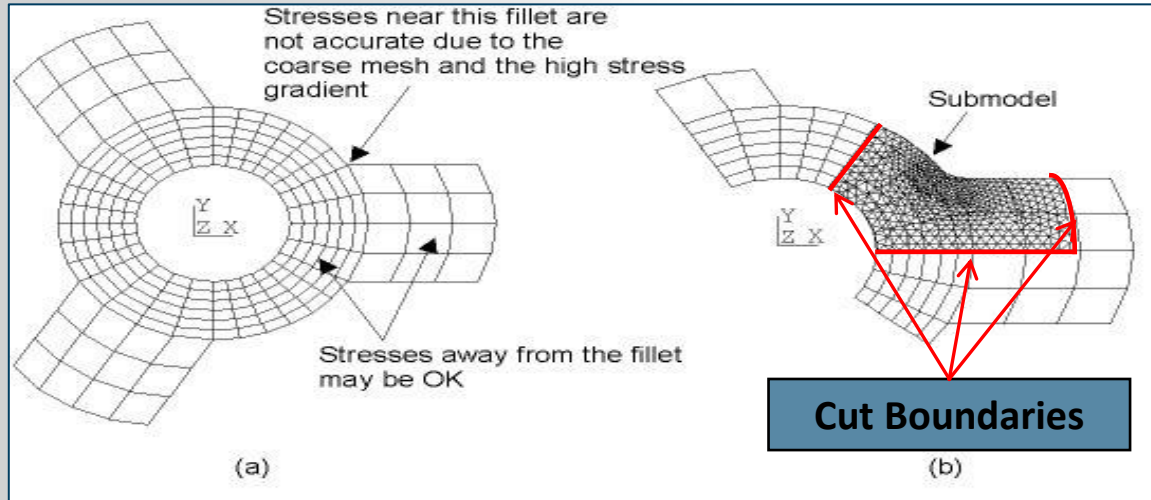 Stresses near this fillet are
not accurate due to the
coarse mesh and the high stress
gradient
Y
Z X
Stresses away from the fillet
may be OK
(a)
Submodel
Y
Z X
Cut Boundaries
(b)